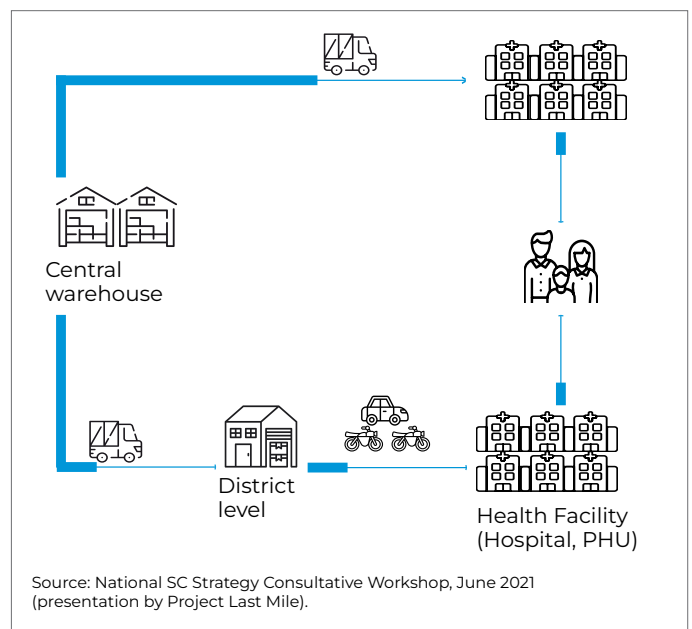 Central
warehouse
District
level
Health Facility
(Hospital, PHU)
Source: National SC Strategy Consultative Workshop, June 2021
(presentation by Project Last Mile).